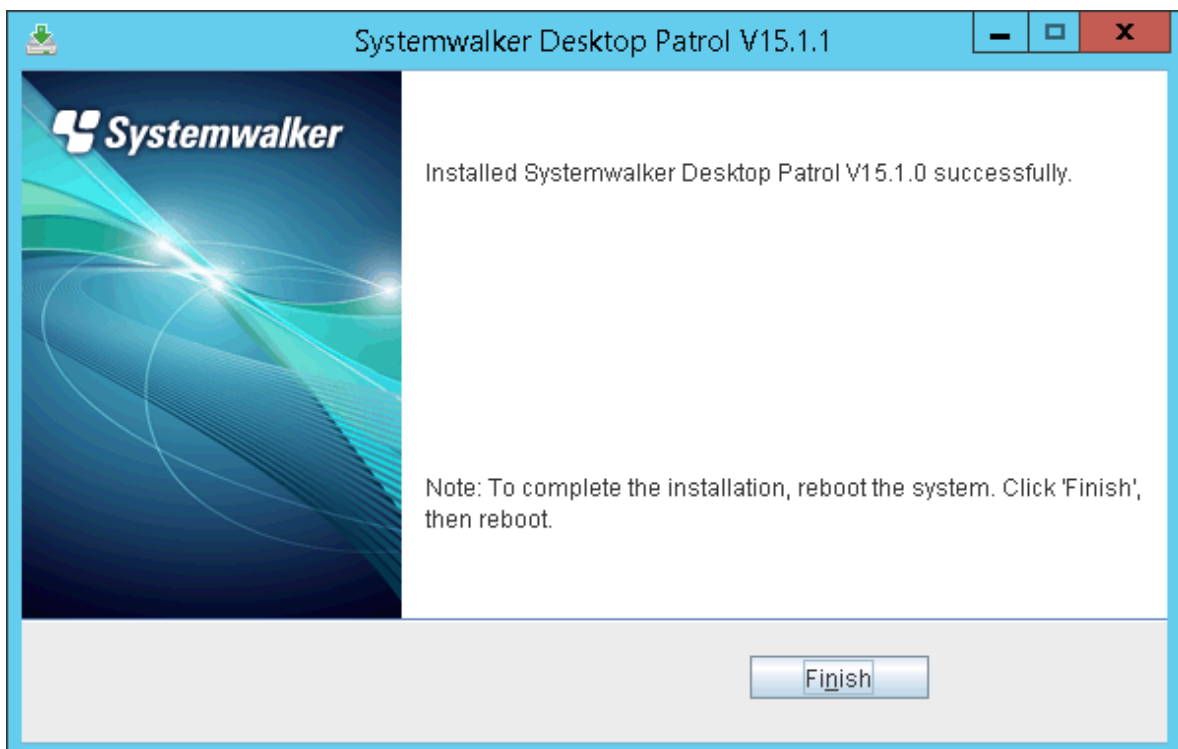 Systemwalker Desktop Patrol V15.1.1
Systemwalker
Installed Systemwalker Desktop Patrol V15.1.0 successfully.
Note: To complete the installation, reboot the system. Click 'Finish',
then reboot.
Finish